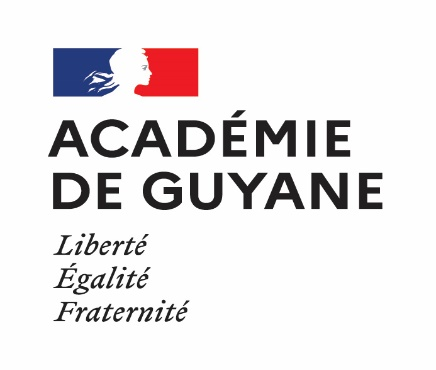 ACADÉMIE
DE GUYANE
Liberté
Égalité
Fraternité